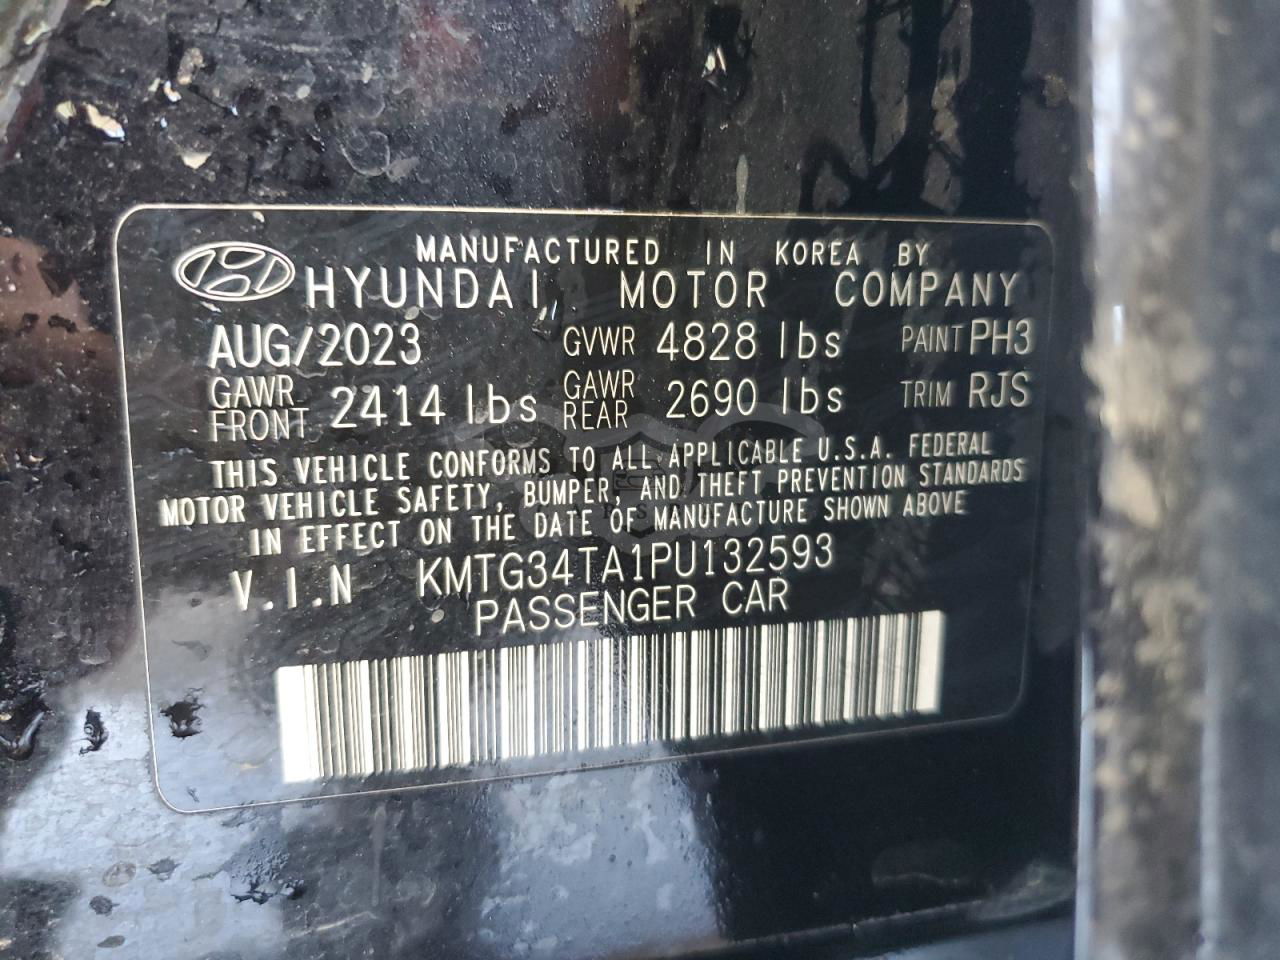 MANUFACTURED IN KOREA BY
HYUNDAI MOTOR COMPANY
AUG/2023 GVWR 4828 lbs PAINT PH3
GAWR FRONT 2414 lbs GAWR REAR 2690 lbs TRIM RJS
THIS VEHICLE CONFORMS TO ALL APPLICABLE U.S.A. FEDERAL
MOTOR VEHICLE SAFETY, BUMPER, AND THEFT PREVENTION STANDARDS
IN EFFECT ON THE DATE OF MANUFACTURE SHOWN ABOVE
V.I.N KMTG34TA1PU132593
PASSENGER CAR